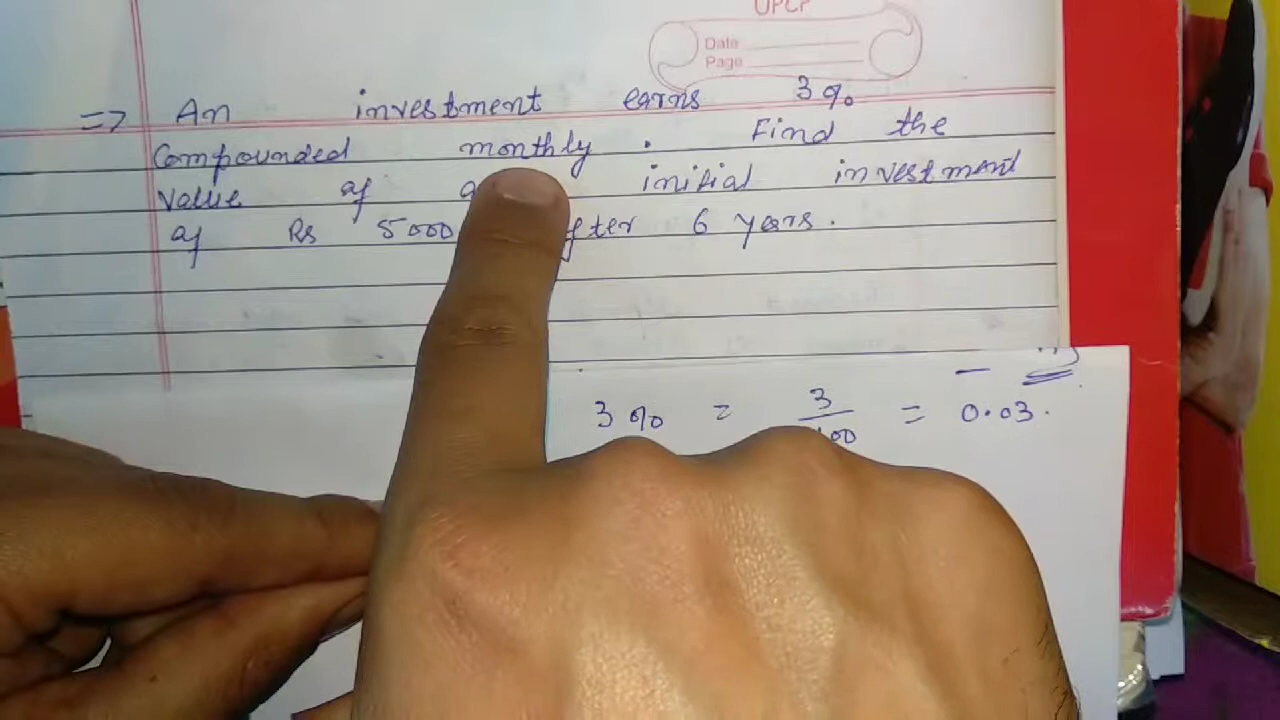 UPCP
Date
Page
=> An investment earns 3%
Compounded monthly. Find the
value of initial investment
of Rs 5000 6 years.
3% = 3/100 = 0.03.